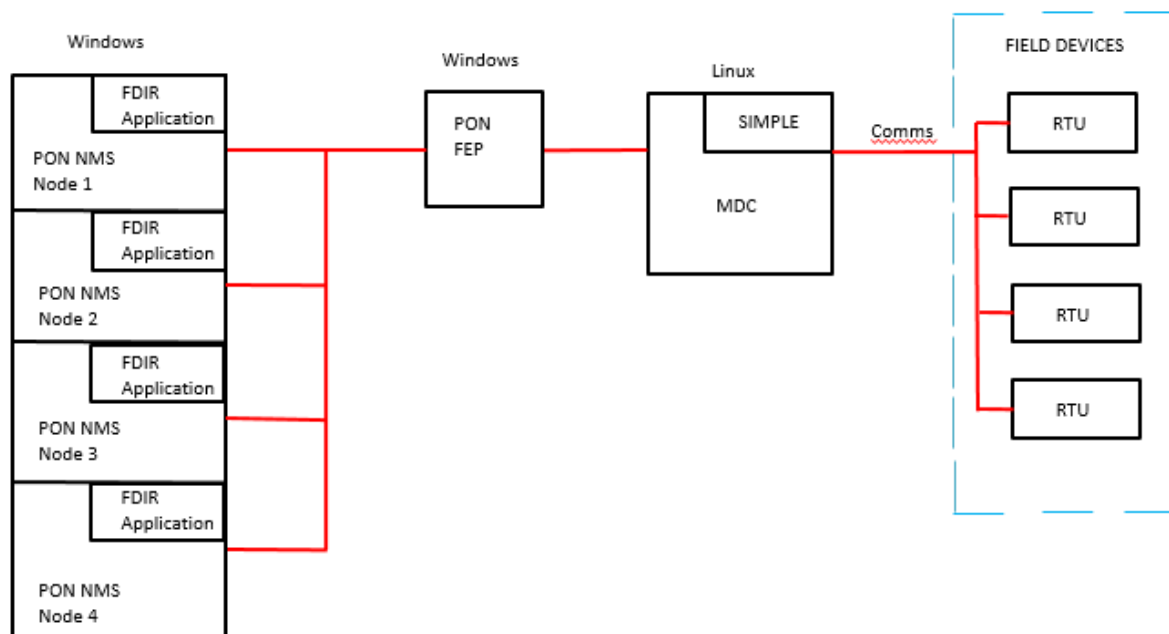 Windows
FDIR
Application
PON NMS
Node 1
FDIR
Application
PON NMS
Node 2
FDIR
Application
PON NMS
Node 3
FDIR
Application
PON NMS
Node 4
Windows
PON
FEP
Linux
SIMPLE
MDC
Comms
FIELD DEVICES
RTU
RTU
RTU
RTU